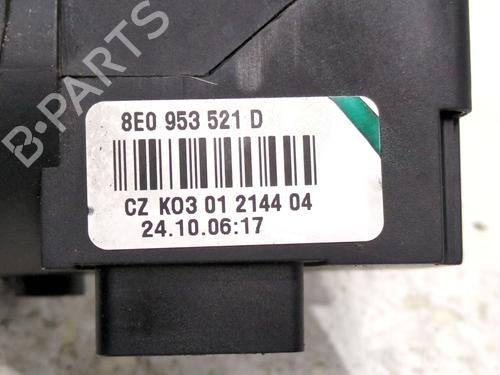 B-PARTS
8E0 953 521 D
CZ K03 01 2144 04
24.10.06:17